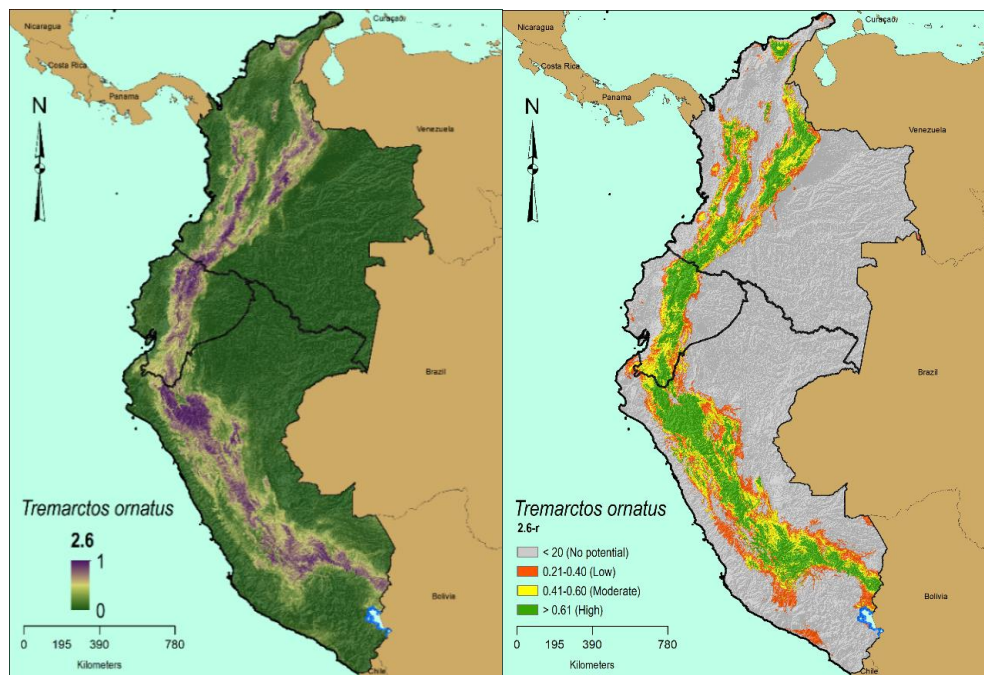 Nicaragua
Curaçao
Costa Rica
Panama
Venezuela
N
Brazil
Tremarctos ornatus
2.6
1
0
Bolivia
0 195 390 780
Kilometers
Chile
Nicaragua
Curaçao
Costa Rica
Panama
Venezuela
N
Brazil
Tremarctos ornatus
2.6-r
< 20 (No potential)
0.21-0.40 (Low)
0.41-0.60 (Moderate)
> 0.61 (High)
Bolivia
0 195 390 780
Kilometers
Chile